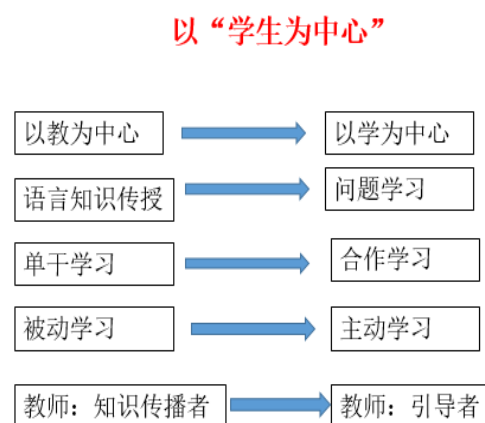 以“学生为中心”
以教为中心
以学为中心
语言知识传授
问题学习
单干学习
合作学习
被动学习
主动学习
教师：知识传播者
教师：引导者